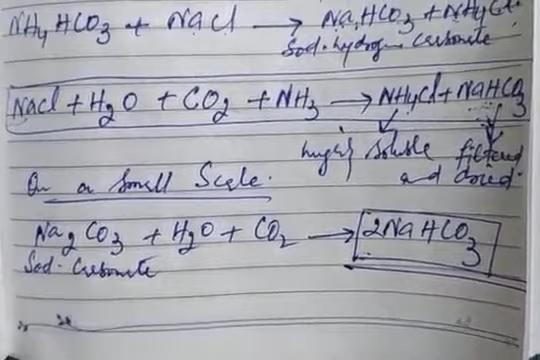 NH4HCO3 + NaCl → NaHCO3 + NH4Cl
Sod. hydrogen Carbonate
NaCl + H2O + CO2 + NH3 → NH4Cl + NaHCO3
highly soluble filtered
and dried.
On a Small Scale.
Na2CO3 + H2O + CO2 → 2NaHCO3
Sod. Carbonate